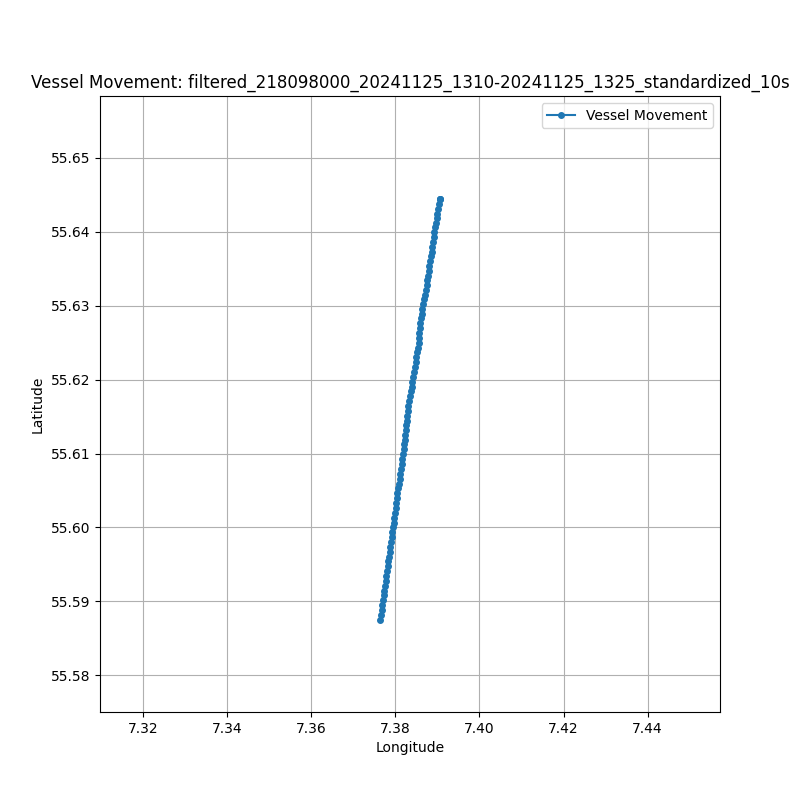 Vessel Movement: filtered_218098000_20241125_1310-20241125_1325_standardized_10s
Vessel Movement
55.65
55.64
55.63
55.62
55.61
55.60
55.59
55.58
Latitude
7.32 7.34 7.36 7.38 7.40 7.42 7.44
Longitude